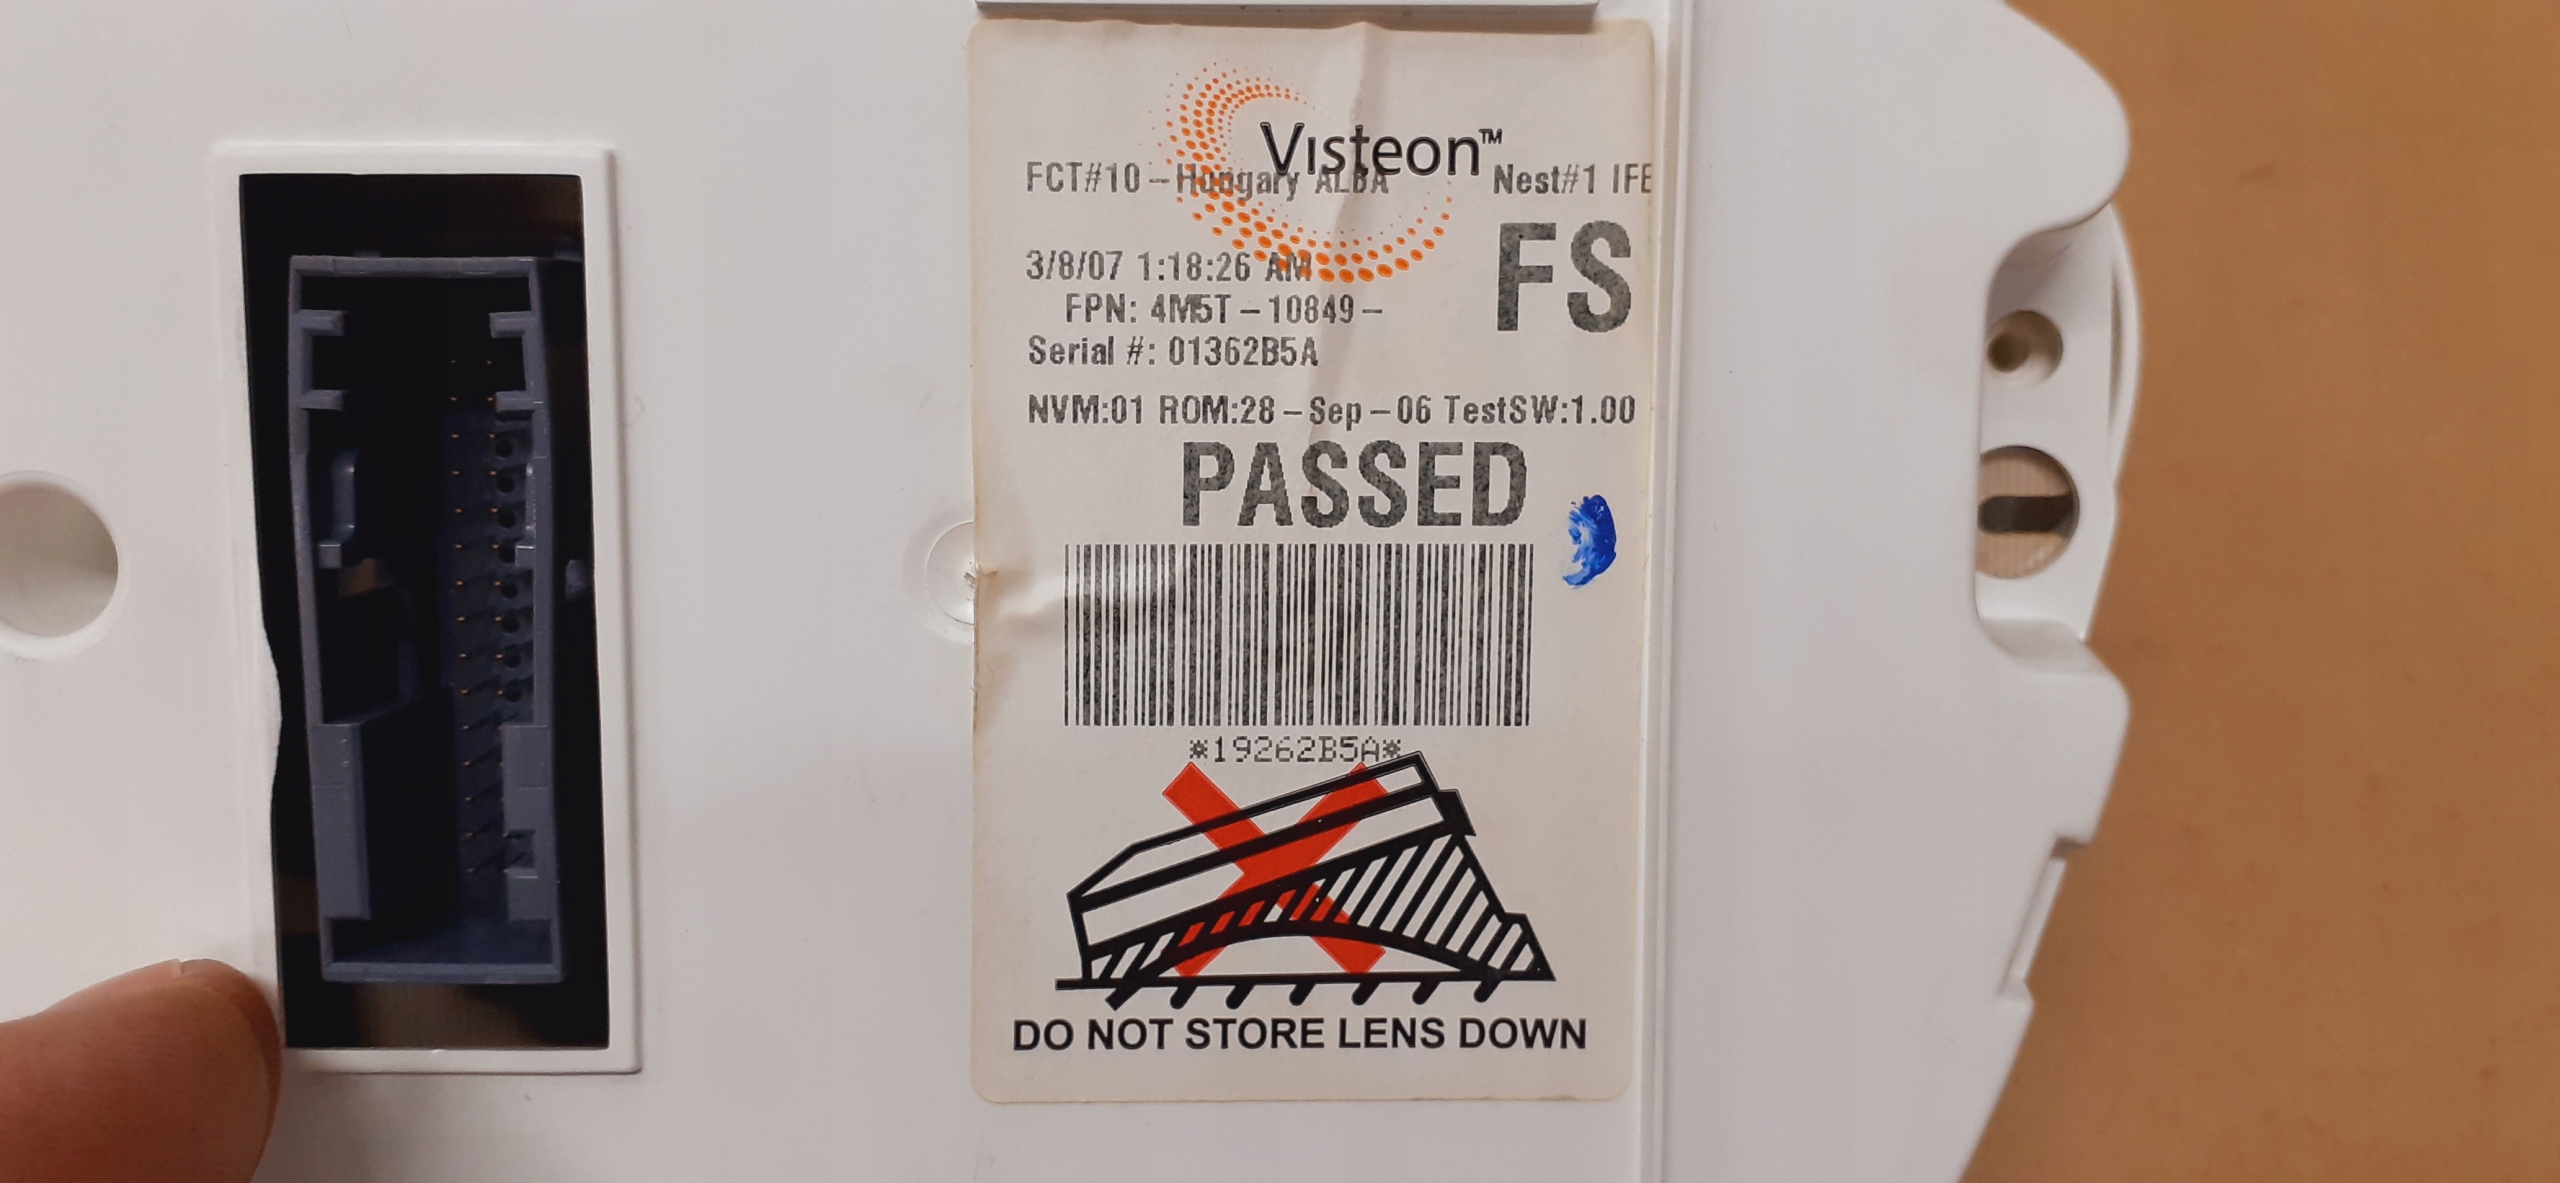 Visteon™
FCT#10-Hungary ALBA Nest#1 IFE
FS
3/8/07 1:18:26 AM
FPN: 4M5T-10849-
Serial #: 01362B5A
NVM:01 ROM:28-Sep-06 TestSW:1.00
PASSED
*19262B5A*
DO NOT STORE LENS DOWN